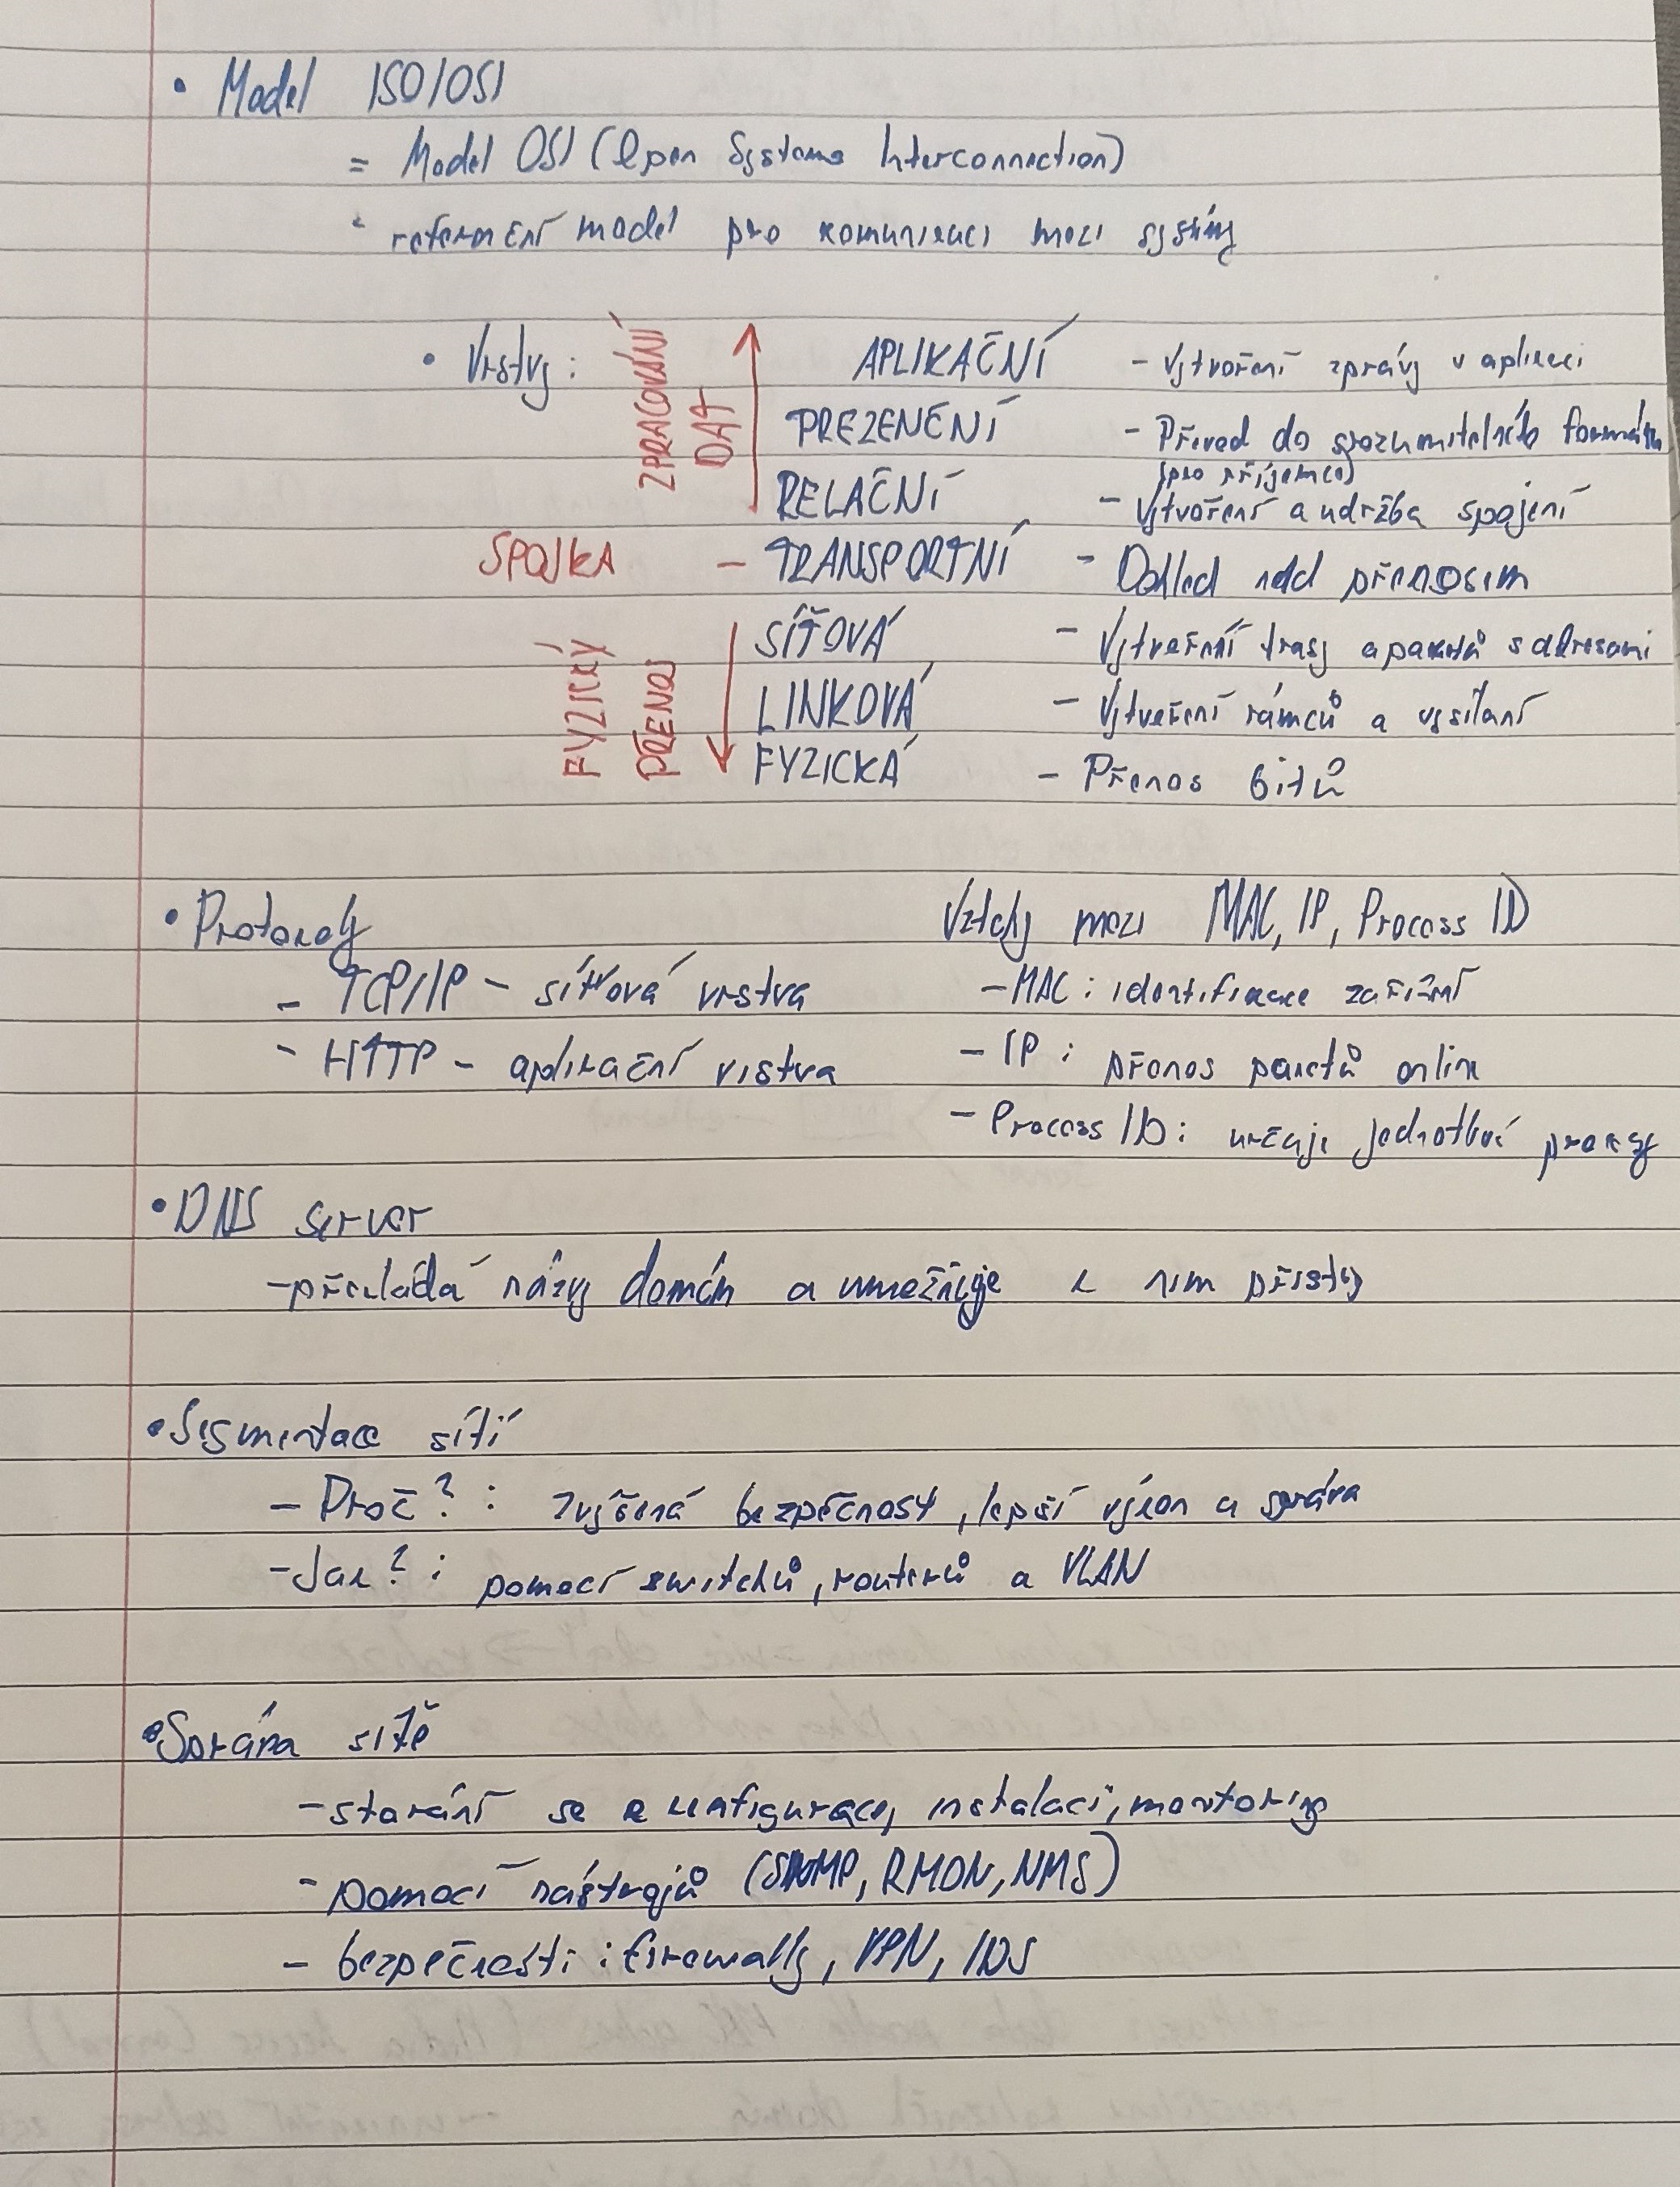 • Model ISO/OSI
= Model OSI (Open Systems Interconnection)
- referenční model pro komunikaci mezi systémy
• Vrstvy:
ZPRACOVÁNÍ DAT
APLIKAČNÍ - Vytvoření zprávy v aplikaci
PREZENČNÍ - Převod do srozumitelného formátu
(pro příjemce)
RELAČNÍ - Vytvoření a udržba spojení
SPOJKA - TRANSPORTNÍ - Dohled nad přenosem
FYZICKÝ PŘENOS
SÍŤOVÁ - Vytváření trasy a paketů s adresami
LINKOVÁ - Vytvoření rámců a vysílaní
FYZICKÁ - Přenos bitů
• Protokoly
- TCP/IP - síťová vrstva
- HTTP - aplikační vrstva
Vztahy mezi MAC, IP, Process ID
- MAC: identifikace zařízení
- IP: přenos paketů online
- Process ID: určuje jednotlivé procesy
• DNS server
- překládá názvy domén a umožňuje k nim přístup
• Segmentace sítí
- Proč?: zvýšená bezpečnost, lepší výkon a správa
- Jak?: pomocí switchů, routerů a VLAN
• Správa sítě
- starání se o konfiguraci, instalaci, monitoring
- pomocí nástrojů (SNMP, RMON, NMS)
- bezpečnosti: firewally, VPN, IDS